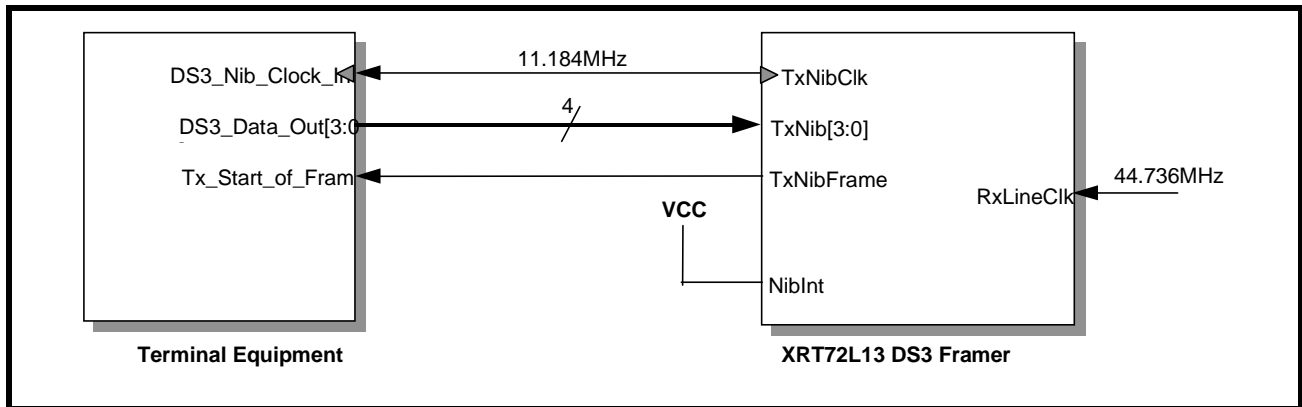 11.184MHz
DS3_Nib_Clock_In
TxNibClk
4
DS3_Data_Out[3:0
TxNib[3:0]
Tx_Start_of_Fram
TxNibFrame
44.736MHz
RxLineClk
VCC
NibInt
Terminal Equipment
XRT72L13 DS3 Framer